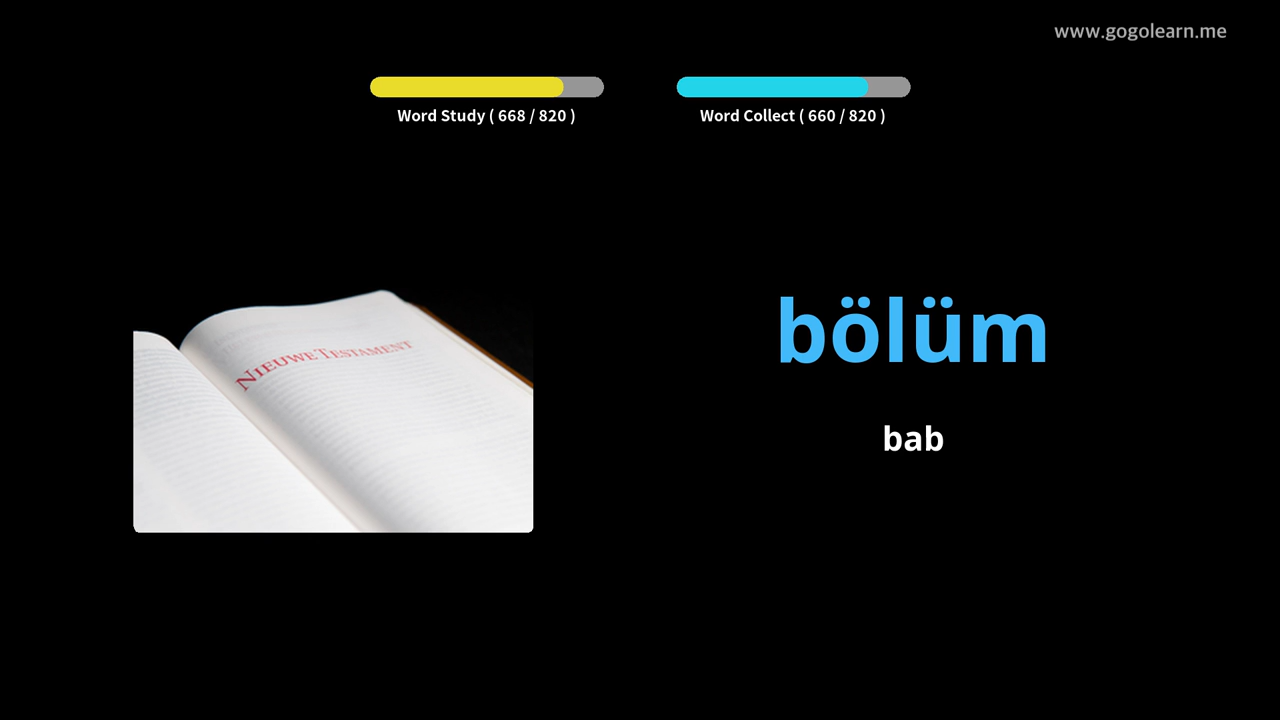 www.gogolearn.me
Word Study ( 668 / 820 )
Word Collect ( 660 / 820 )
NIEUWE TESTAMENT
bölüm
bab